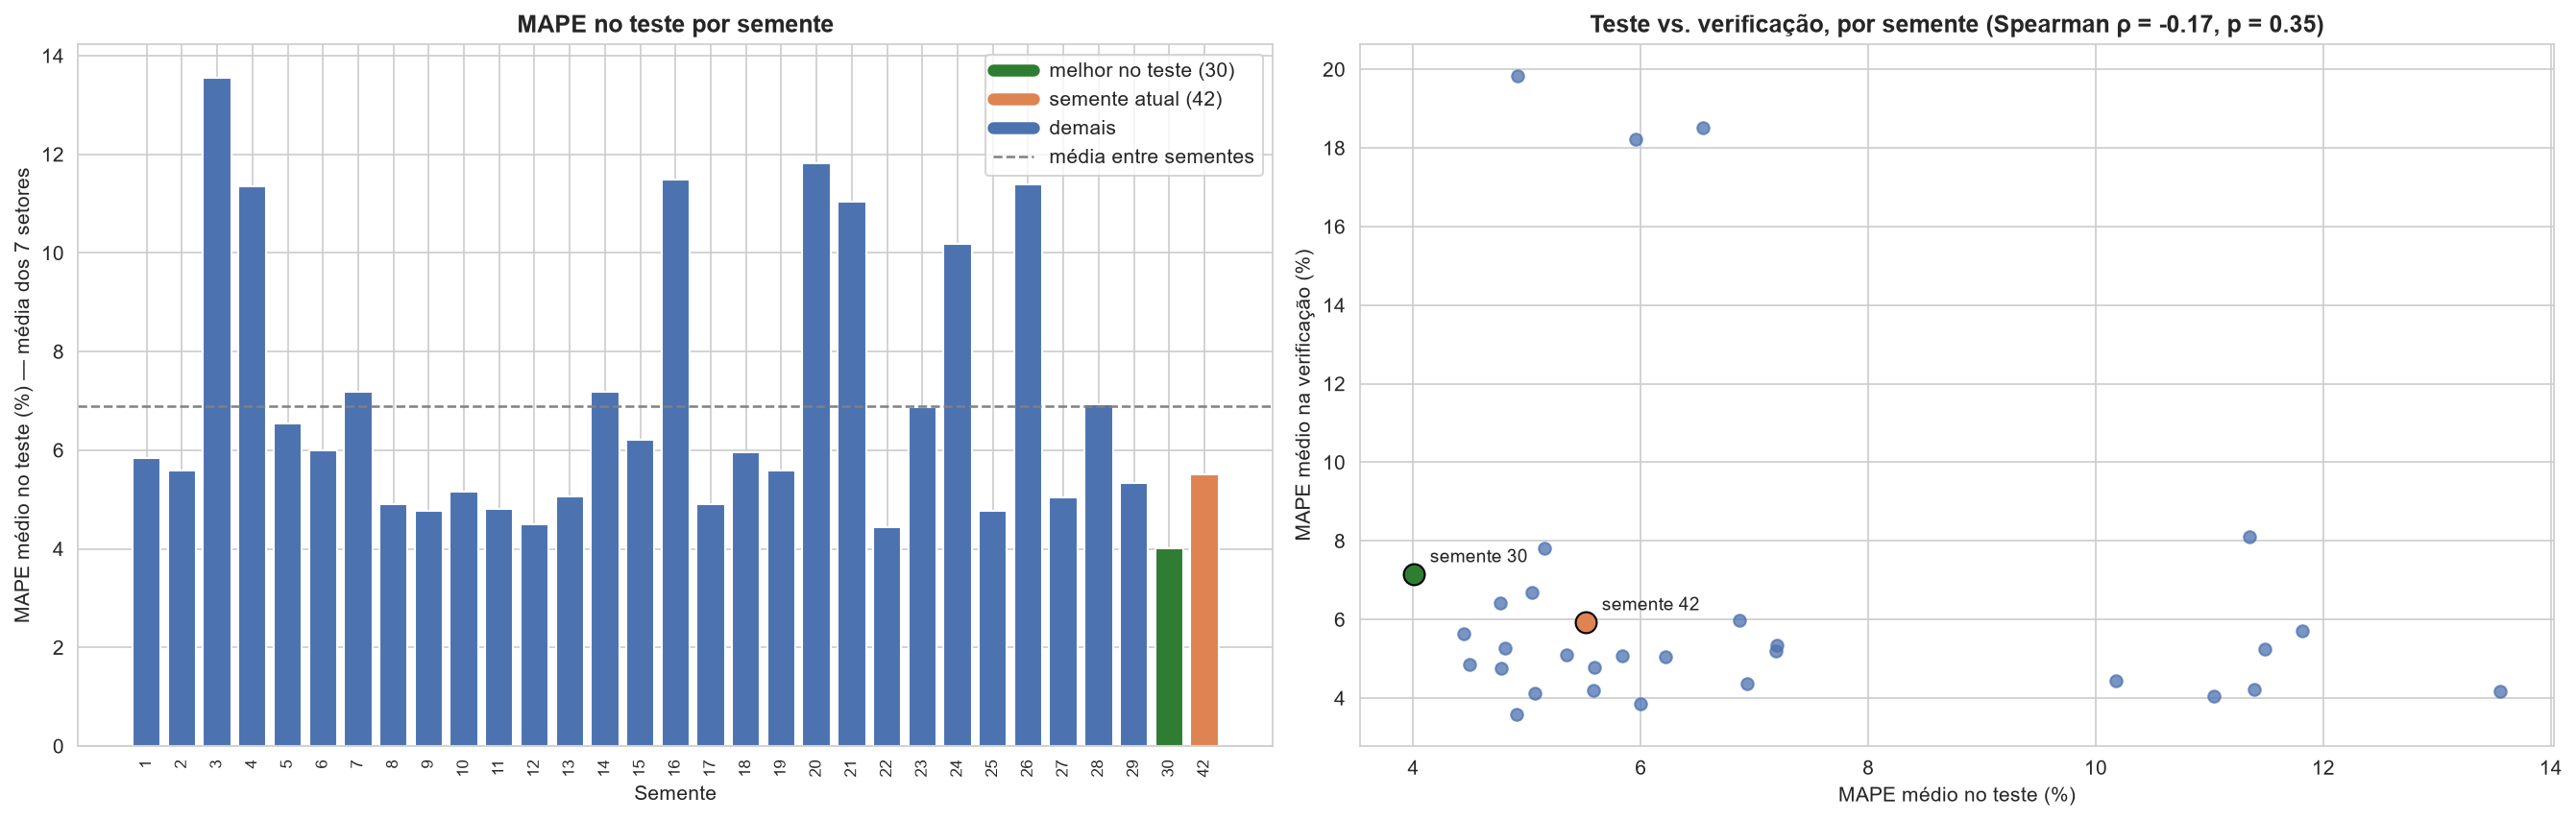 MAPE no teste por semente
MAPE médio no teste (%) — média dos 7 setores
14
12
10
8
6
4
2
0
melhor no teste (30)
semente atual (42)
demais
média entre sementes
1 2 3 4 5 6 7 8 9 10 11 12 13 14 15 16 17 18 19 20 21 22 23 24 25 26 27 28 29 30 42
Semente
Teste vs. verificação, por semente (Spearman ρ = -0.17, p = 0.35)
MAPE médio na verificação (%)
20
18
16
14
12
10
8
6
4
semente 30
semente 42
4 6 8 10 12 14
MAPE médio no teste (%)